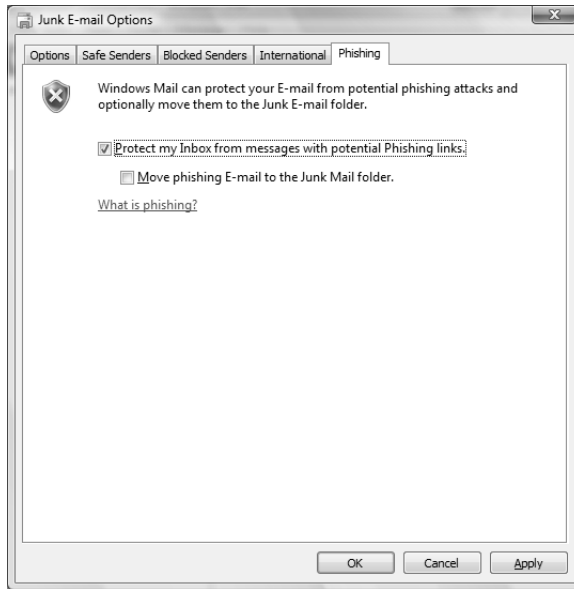 Junk E-mail Options
Options Safe Senders Blocked Senders International Phishing
Windows Mail can protect your E-mail from potential phishing attacks and
optionally move them to the Junk E-mail folder.
Protect my Inbox from messages with potential Phishing links.
Move phishing E-mail to the Junk Mail folder.
What is phishing?
OK Cancel Apply